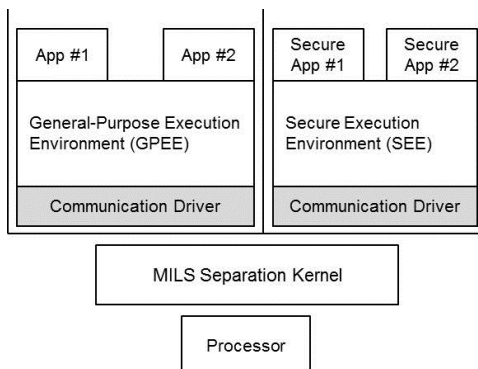 App #1
App #2
Secure
App #1
Secure
App #2
General-Purpose Execution
Environment (GPEE)
Secure Execution
Environment (SEE)
Communication Driver
Communication Driver
MILS Separation Kernel
Processor